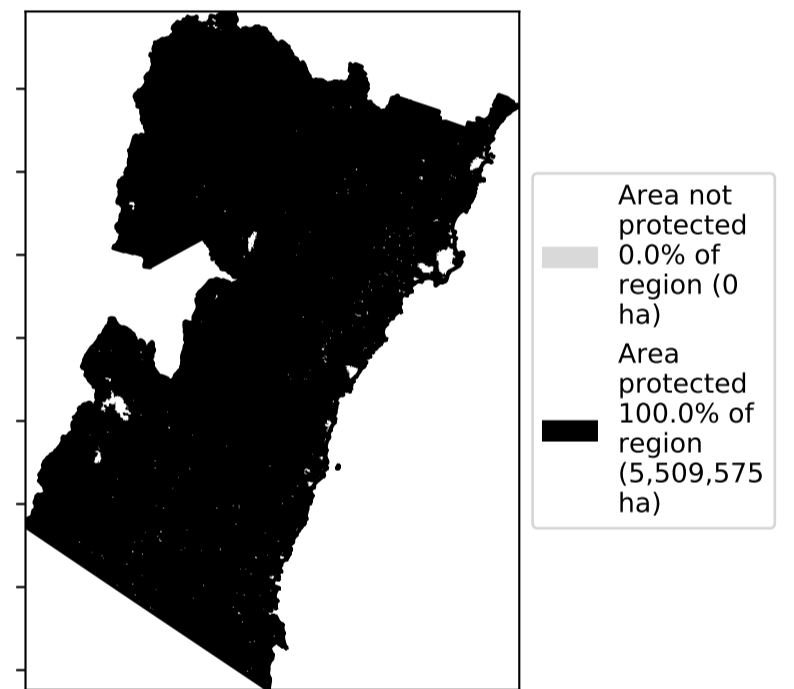 Area not
protected
0.0% of
region (0
ha)
Area
protected
100.0% of
region
(5,509,575
ha)